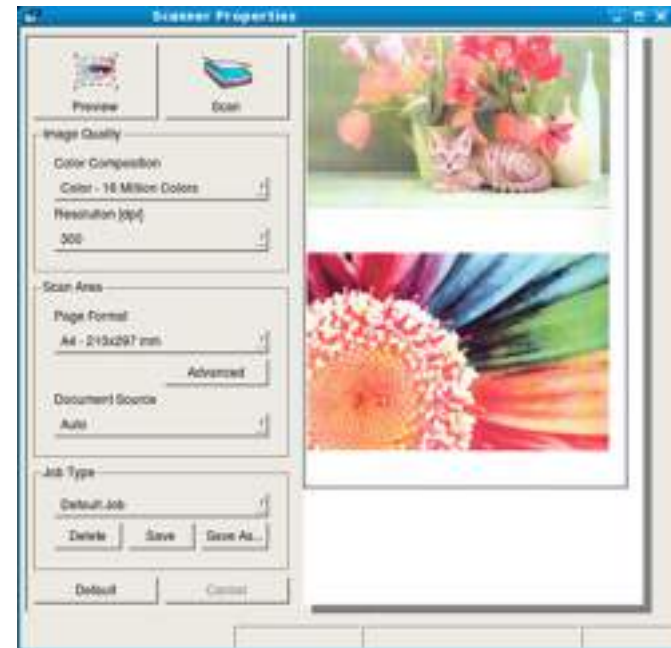 Scanner Properties
Preview
Scan
Image Quality
Color Composition
Color - 16 Million Colors
Resolution [dpi]
300
Scan Area
Page Format
A4 - 210x297 mm
Advanced
Document Source
Auto
Job Type
Default Job
Delete
Save
Save As...
Default
Cancel